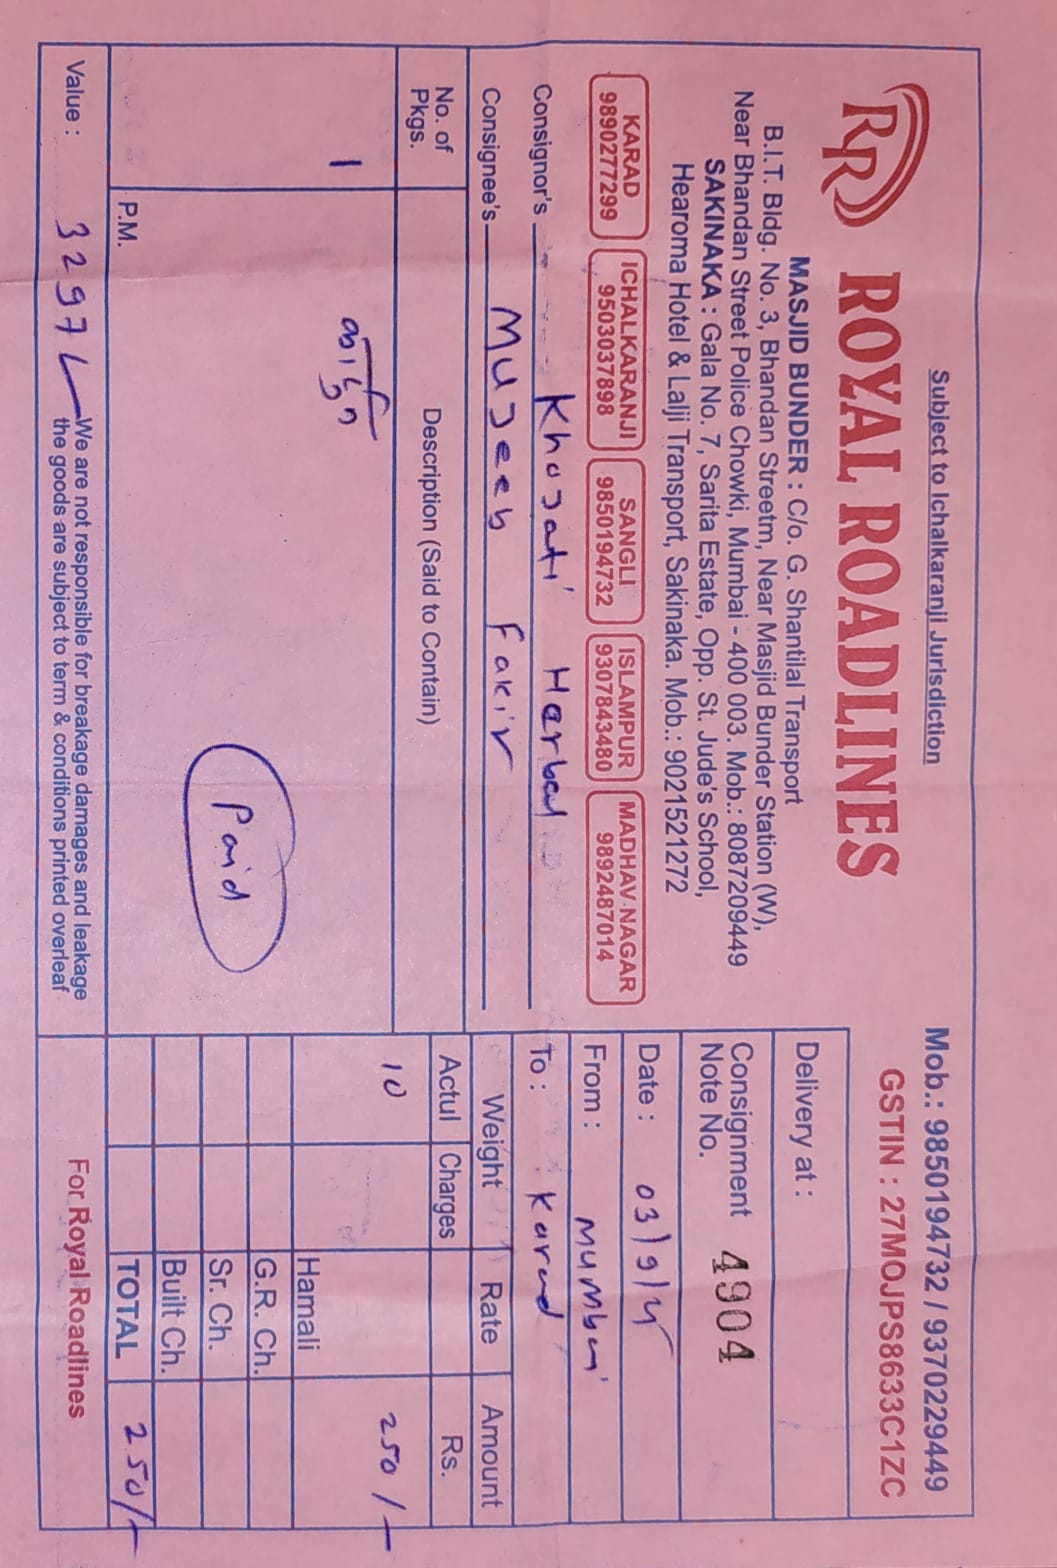 Subject to Ichalkaranji Jurisdiction
Mob.: 9850194732 / 9370229449
GSTIN : 27MOJPS8633C1ZC
RR ROYAL ROADLINES
MASJID BUNDER : C/o. G. Shantilal Transport
B.I.T. Bldg. No. 3, Bhandan Streetm, Near Masjid Bunder Station (W),
Near Bhandan Street Police Chowki, Mumbai - 400 003. Mob.: 8087209449
SAKINAKA : Gala No. 7, Sarita Estate, Opp. St. Jude's School,
Hearoma Hotel & Lalji Transport, Sakinaka. Mob.: 9021521272
KARAD
9890277299
ICHALKARANJI
9503037898
SANGLI
9850194732
ISLAMPUR
9307843480
MADHAV-NAGAR
9892487014
Delivery at :
Consignment
Note No. 4904
Date : 03/9/24
From : Mumbai
To : Karad
Consignor's Khojati Herbal
Consignee's Mujeeb Fakir
No. of
Pkgs.
Description (Said to Contain)
Weight
Rate
Amount
Actul
Charges
Rs.
1
10
250/-
Paid
Hamali
G.R. Ch.
Sr. Ch.
Built Ch.
P.M.
TOTAL 250/-
Value : 3297/-
We are not responsible for breakage damages and leakage
the goods are subject to term & conditions printed overleaf
For Royal Roadlines